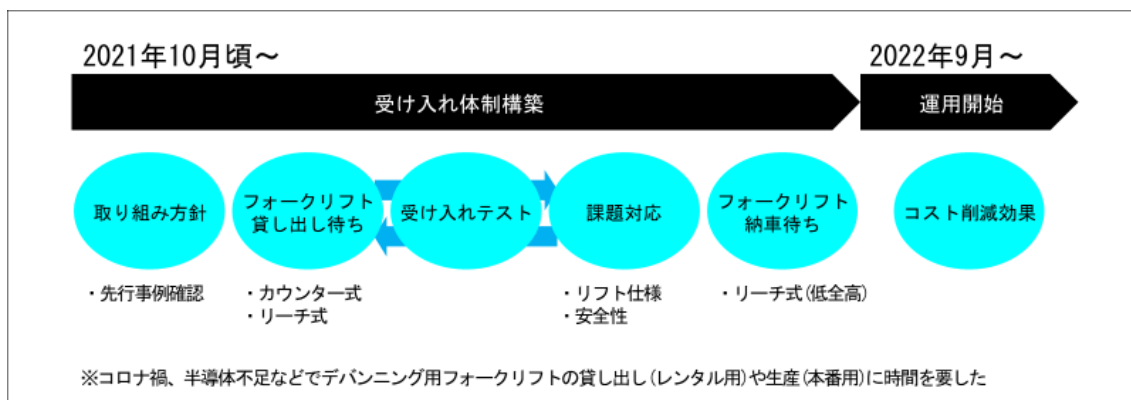 2021年10月頃~
2022年9月~
受け入れ体制構築
運用開始
取り組み方針
フォークリフト
貸し出し待ち
受け入れテスト
課題対応
フォークリフト
納車待ち
コスト削減効果
・先行事例確認
・カウンター式
・リーチ式
・リフト仕様
・安全性
・リーチ式(低全高)
※コロナ禍、半導体不足などでデバンニング用フォークリフトの貸し出し(レンタル用)や生産(本番用)に時間を要した